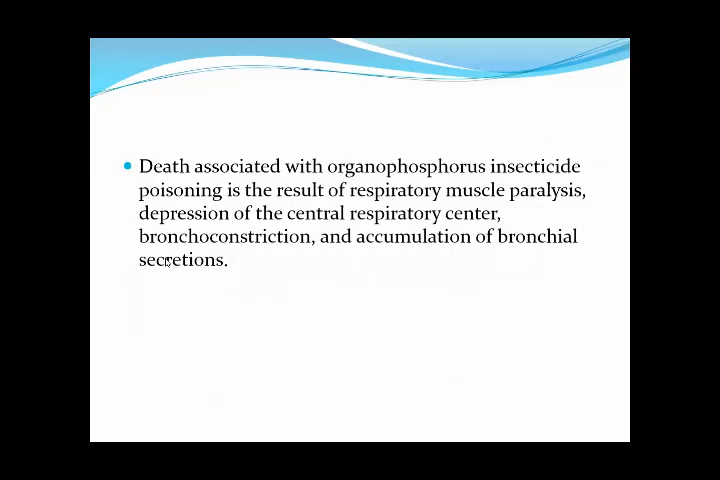 Death associated with organophosphorus insecticide
poisoning is the result of respiratory muscle paralysis,
depression of the central respiratory center,
bronchoconstriction, and accumulation of bronchial
secretions.